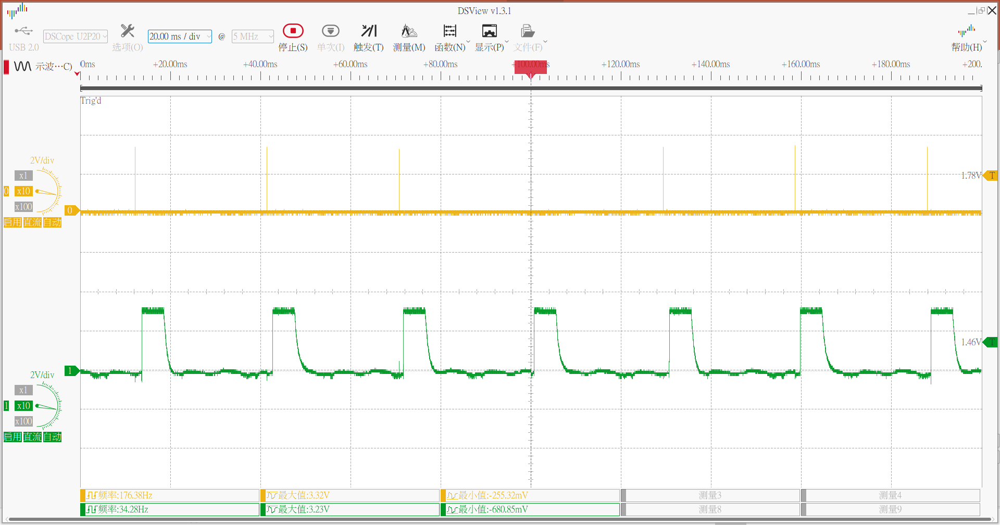 DSView v1.3.1
USB 2.0
DSCope U2P20
选项(O)
20.00 ms / div
@
5 MHz
停止(S)
单次(I)
触发(T)
测量(M)
函数(N)
显示(P)
文件(F)
帮助(H)
示波···C)
0ms +20.00ms +40.00ms +60.00ms +80.00ms +100.00ms +120.00ms +140.00ms +160.00ms +180.00ms +200.
Trig'd
2V/div
x1
0 x10
x100
启用 直流 自动
0
1.78V T
2V/div
x1
1 x10
x100
启用 直流 自动
1
1.46V T
频率:176.38Hz 最大值:3.32V 最小值:-255.32mV 测量3 测量4
频率:34.28Hz 最大值:3.23V 最小值:-680.85mV 测量8 测量9